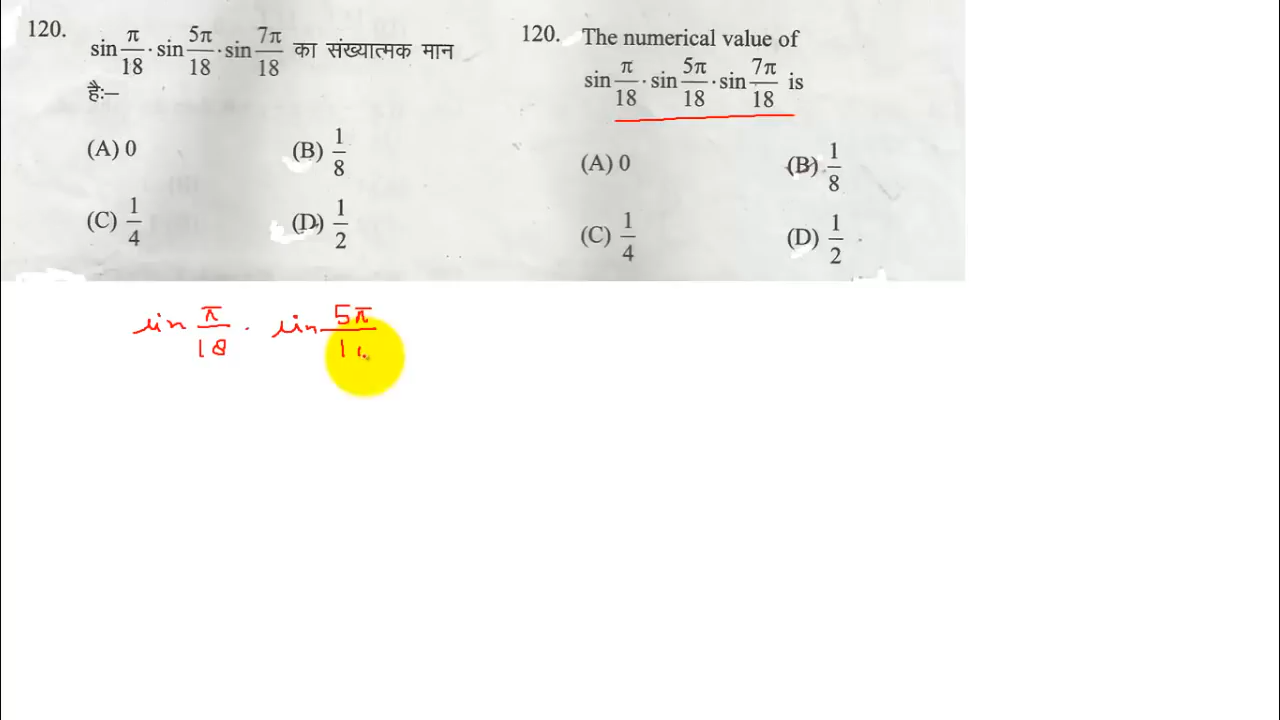 120. sin π/18 · sin 5π/18 · sin 7π/18 का संख्यात्मक मान
है:–
(A) 0 (B) 1/8
(C) 1/4 (D) 1/2
120. The numerical value of
sin π/18 · sin 5π/18 · sin 7π/18 is
(A) 0 (B) 1/8
(C) 1/4 (D) 1/2
sin π/18 · sin 5π/1